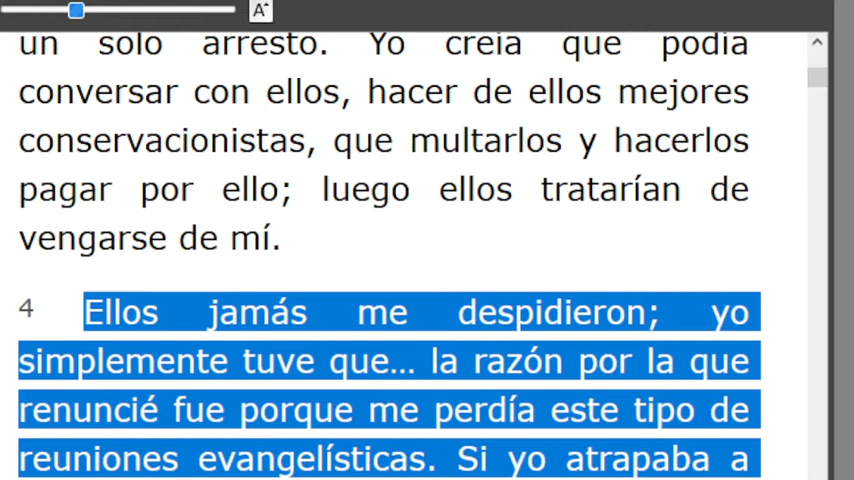 A
un solo arresto. Yo creía que podía
conversar con ellos, hacer de ellos mejores
conservacionistas, que multarlos y hacerlos
pagar por ello; luego ellos tratarían de
vengarse de mí.
4 Ellos jamás me despidieron; yo
simplemente tuve que... la razón por la que
renuncié fue porque me perdía este tipo de
reuniones evangelísticas. Si yo atrapaba a